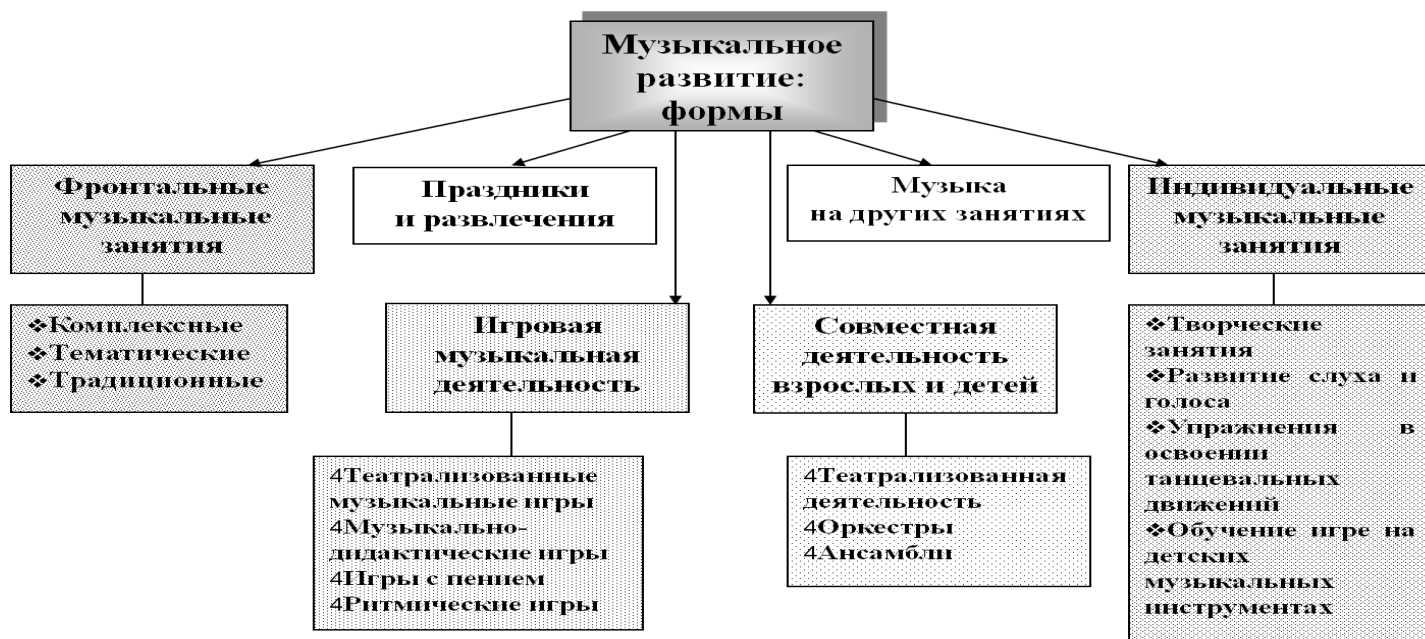 Музыкальное
развитие:
формы
Фронтальные
музыкальные
занятия
Праздники
и развлечения
Музыка
на других занятиях
Индивидуальные
музыкальные
занятия
❖Комплексные
❖Тематические
❖Традиционные
Игровая
музыкальная
деятельность
Совместная
деятельность
взрослых и детей
❖Творческие
занятия
❖Развитие слуха и
голоса
❖Упражнения в
освоении
танцевальных
движений
❖Обучение игре на
детских
музыкальных
инструментах
4Театрализованные
музыкальные игры
4Музыкально-
дидактические игры
4Игры с пением
4Ритмические игры
4Театрализованная
деятельность
4Оркестры
4Ансамбли